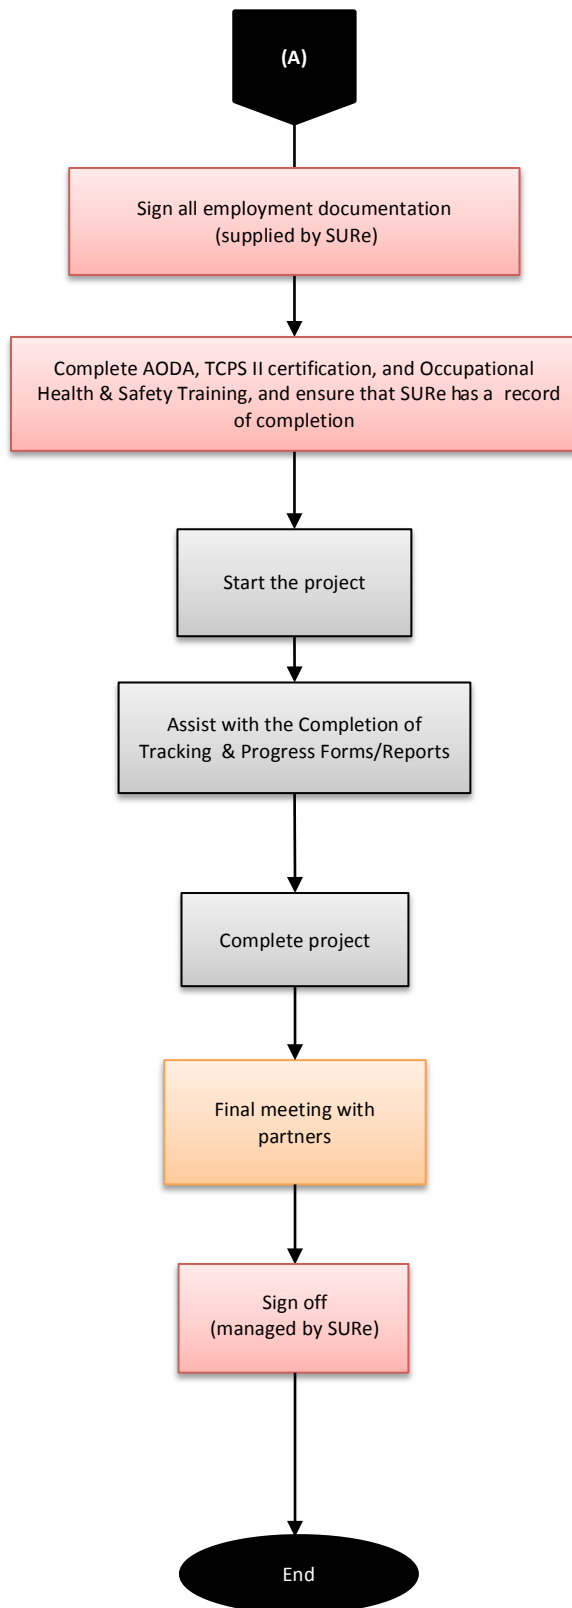 (A)
Sign all employment documentation
(supplied by SURe)
Complete AODA, TCPS II certification, and Occupational
Health & Safety Training, and ensure that SURe has a record
of completion
Start the project
Assist with the Completion of
Tracking & Progress Forms/Reports
Complete project
Final meeting with
partners
Sign off
(managed by SURe)
End